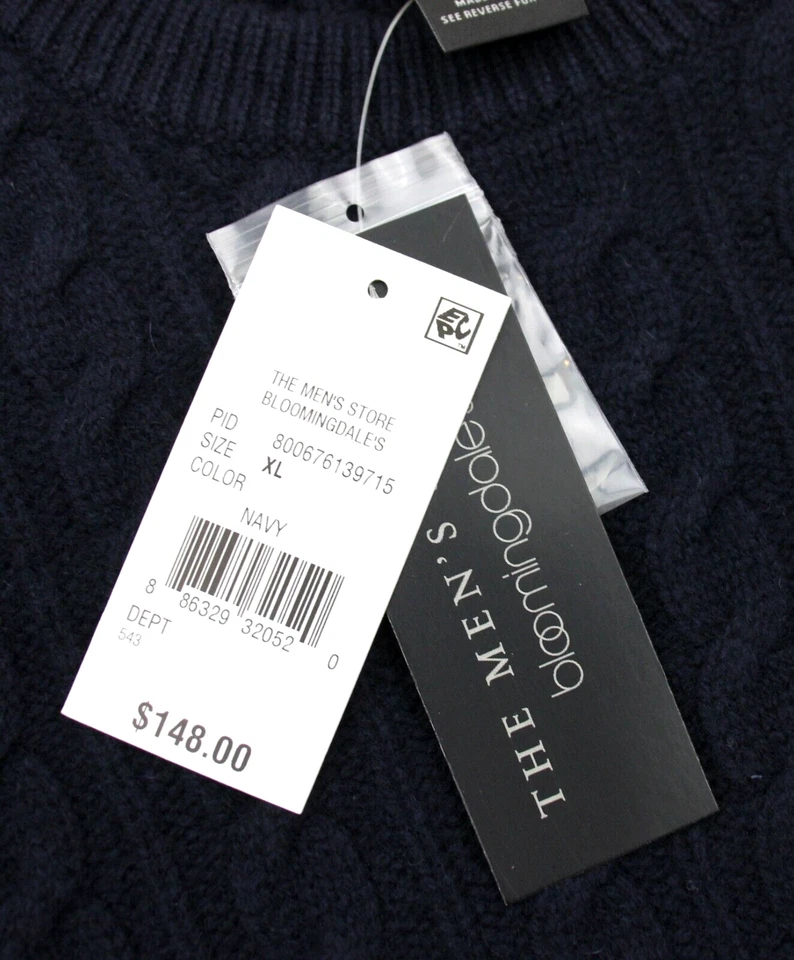 SEE REVERSE FOR
EPC
™
THE MEN'S STORE
BLOOMINGDALE'S
PID 800676139715
SIZE XL
COLOR
NAVY
8 86329 32052 0
DEPT
543
$148.00
THE MEN'S
bloomingdale's